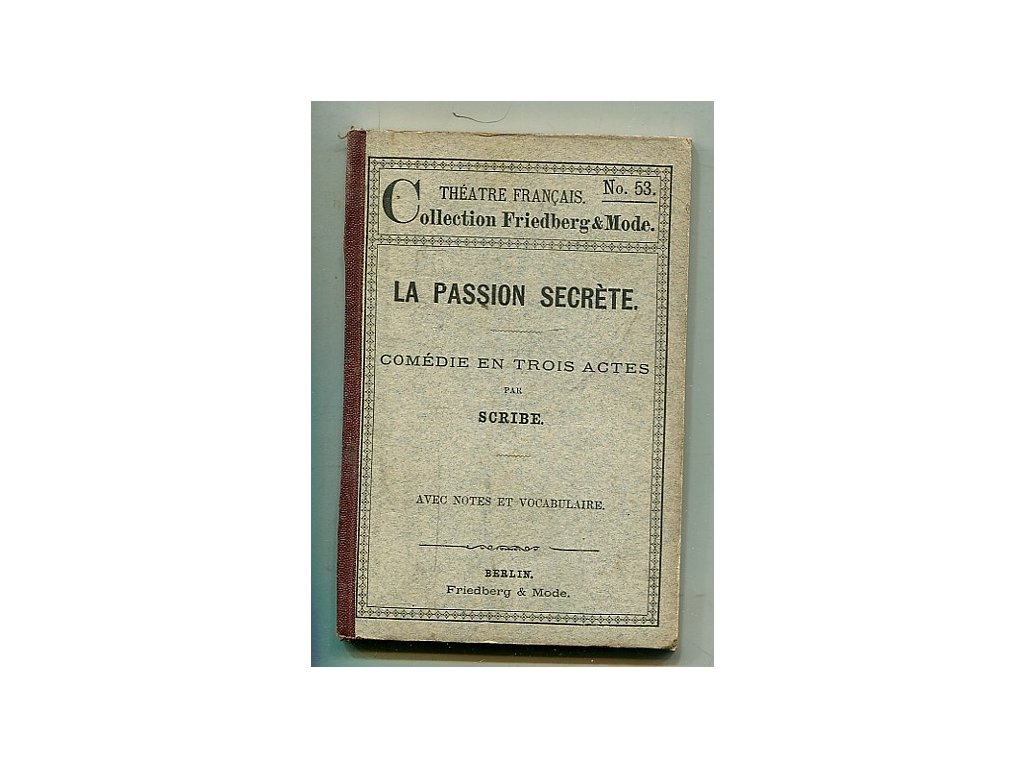 THÉATRE FRANÇAIS.
No. 53.
Collection Friedberg & Mode.
LA PASSION SECRÈTE.
COMÉDIE EN TROIS ACTES
PAR
SCRIBE.
AVEC NOTES ET VOCABULAIRE.
BERLIN.
Friedberg & Mode.